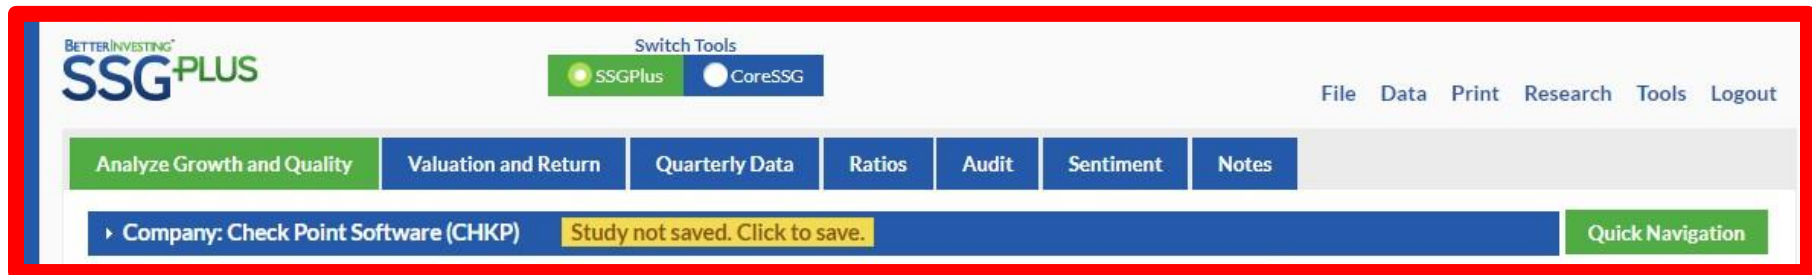 BETTERINVESTING™
SSGPLUS
Switch Tools
SSGPlus CoreSSG
File Data Print Research Tools Logout
Analyze Growth and Quality Valuation and Return Quarterly Data Ratios Audit Sentiment Notes
Company: Check Point Software (CHKP) Study not saved. Click to save. Quick Navigation